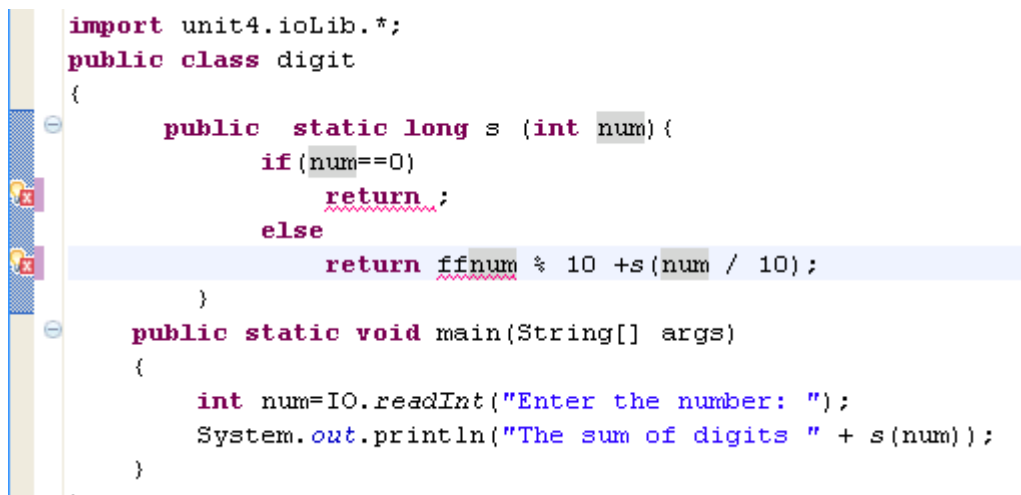 import unit4.ioLib.*;
public class digit
{
public static long s (int num){
if(num==0)
return ;
else
return ffnum % 10 +s(num / 10);
}
public static void main(String[] args)
{
int num=IO.readInt("Enter the number: ");
System.out.println("The sum of digits " + s(num));
}